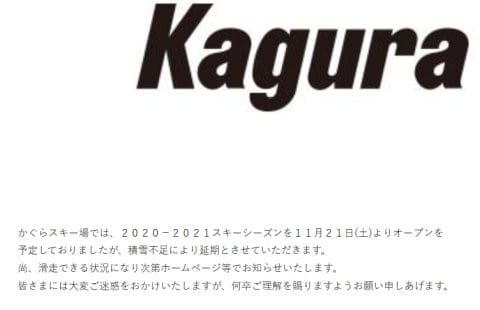 Kagura
かぐらスキー場では、２０２０－２０２１スキーシーズンを１１月２１日(土)よりオープンを
予定しておりましたが、積雪不足により延期とさせていただきます。
尚、滑走できる状況になり次第ホームページ等でお知らせいたします。
皆さまには大変ご迷惑をおかけいたしますが、何卒ご理解を賜りますようお願い申しあげます。